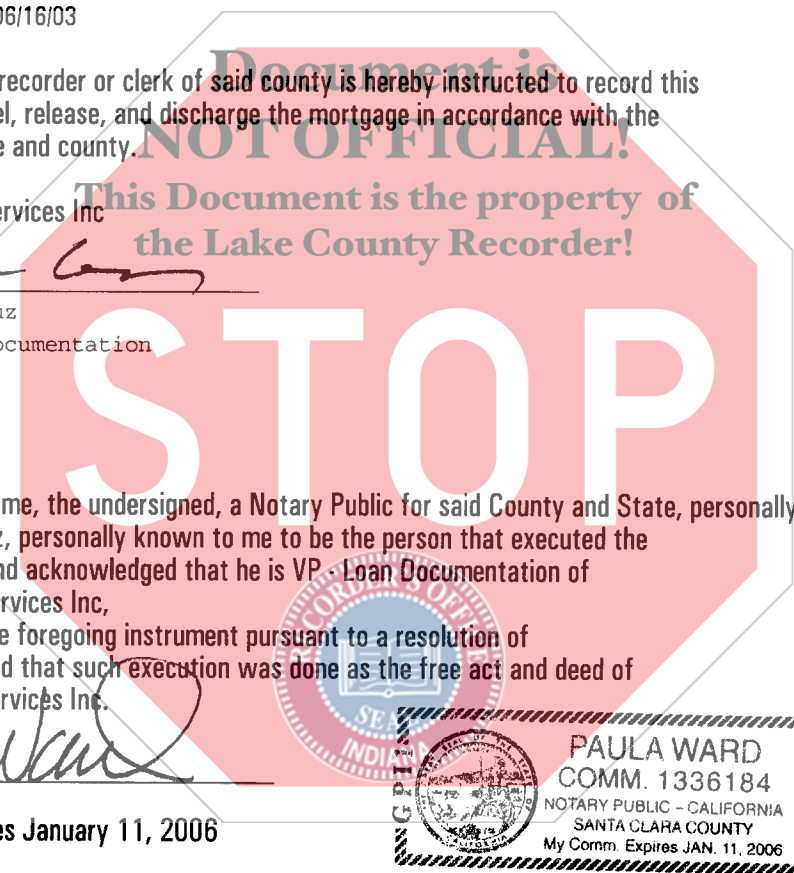 06/16/03
Document is
recorder or clerk of said county is hereby instructed to record this
el, release, and discharge the mortgage in accordance with the
e and county.
NOT OFFICIAL!
This Document is the property of
ervices Inc
the Lake County Recorder!
uz
ocumentation
STOP
me, the undersigned, a Notary Public for said County and State, personally
z, personally known to me to be the person that executed the
nd acknowledged that he is VP - Loan Documentation of
rvices Inc,
e foregoing instrument pursuant to a resolution of
d that such execution was done as the free act and deed of
rvices Inc.
RECORDER'S OFFICE
SEAL
INDIANA
es January 11, 2006
PAULA WARD
COMM. 1336184
NOTARY PUBLIC - CALIFORNIA
SANTA CLARA COUNTY
My Comm. Expires JAN. 11, 2006